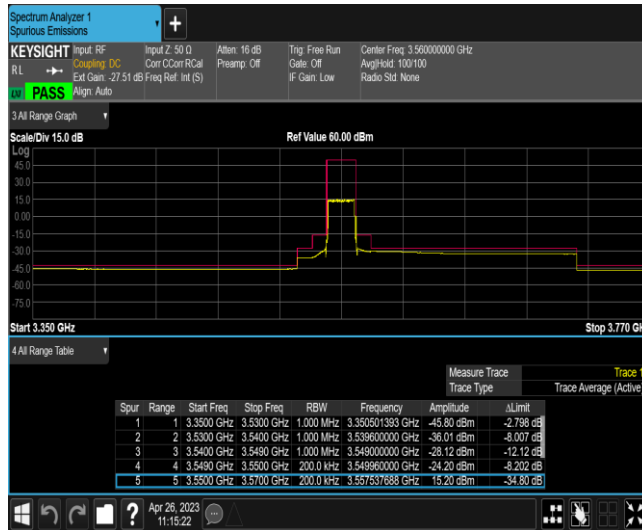 Spectrum Analyzer 1
Spurious Emissions
+
KEYSIGHT Input: RF Input Z: 50 Ω Atten: 16 dB Trig: Free Run Center Freq: 3.560000000 GHz
RL Coupling: DC Corr CCorr RCal Preamp: Off Gate: Off Avg|Hold: 100/100
Ext Gain: -27.51 dB Freq Ref: Int (S) IF Gain: Low Radio Std: None
PASS Align: Auto
3 All Range Graph
Scale/Div 15.0 dB Ref Value 60.00 dBm
Log
45.0
30.0
15.0
0.00
-15.0
-30.0
-45.0
-60.0
-75.0
Start 3.350 GHz Stop 3.770 GH
4 All Range Table
Measure Trace Trace 1
Trace Type Trace Average (Active)
Spur Range Start Freq Stop Freq RBW Frequency Amplitude ΔLimit
1 1 3.3500 GHz 3.5300 GHz 1.000 MHz 3.350501393 GHz -45.80 dBm -2.798 dB
2 2 3.5300 GHz 3.5400 GHz 1.000 MHz 3.539600000 GHz -36.01 dBm -8.007 dB
3 3 3.5400 GHz 3.5490 GHz 1.000 MHz 3.549000000 GHz -28.12 dBm -12.12 dB
4 4 3.5490 GHz 3.5500 GHz 200.0 kHz 3.549960000 GHz -24.20 dBm -8.202 dB
5 5 3.5500 GHz 3.5700 GHz 200.0 kHz 3.557537688 GHz 15.20 dBm -34.80 dB
? Apr 26, 2023
11:15:22